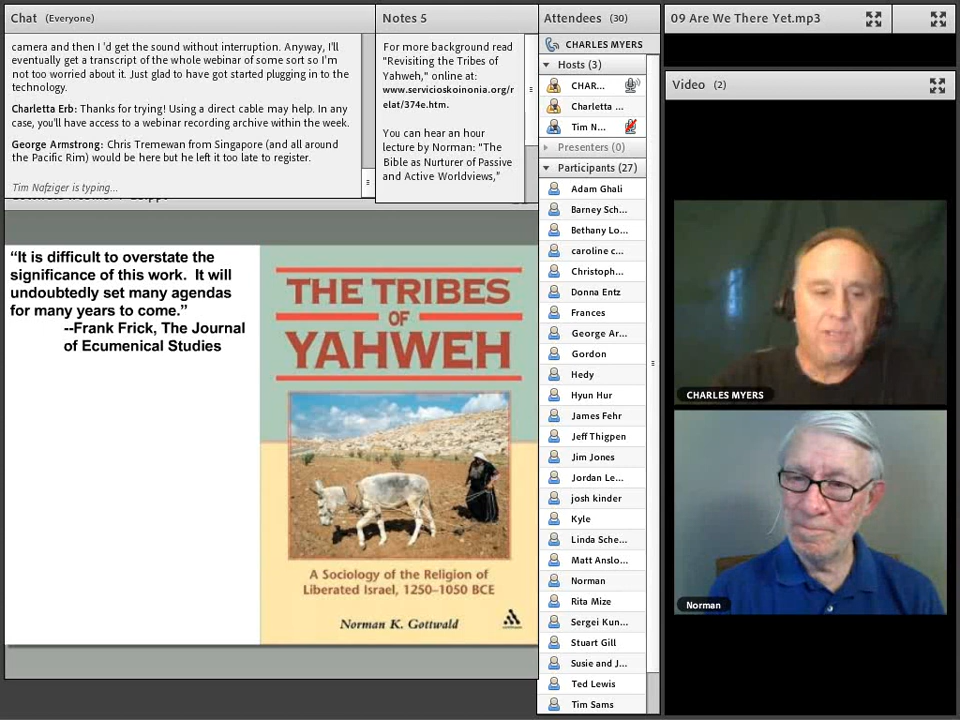 Chat (Everyone)
camera and then I 'd get the sound without interruption. Anyway, I'll
eventually get a transcript of the whole webinar of some sort so I'm
not too worried about it. Just glad to have got started plugging in to the
technology.
Charletta Erb: Thanks for trying! Using a direct cable may help. In any
case, you'll have access to a webinar recording archive within the week.
George Armstrong: Chris Tremewan from Singapore (and all around
the Pacific Rim) would be here but he left it too late to register.
Tim Nafziger is typing...
Notes 5
For more background read
"Revisiting the Tribes of
Yahweh," online at:
www.servicioskoinonia.org/r
elat/374e.htm.
You can hear an hour
lecture by Norman: "The
Bible as Nurturer of Passive
and Active Worldviews,"
“It is difficult to overstate the
significance of this work. It will
undoubtedly set many agendas
for many years to come.”
--Frank Frick, The Journal
of Ecumenical Studies
THE TRIBES
OF
YAHWEH
A Sociology of the Religion of
Liberated Israel, 1250–1050 BCE
Norman K. Gottwald
Attendees (30)
CHARLES MYERS
Hosts (3)
CHAR...
Charletta ...
Tim N...
Presenters (0)
Participants (27)
Adam Ghali
Barney Sch...
Bethany Lo...
caroline c...
Christoph...
Donna Entz
Frances
George Ar...
Gordon
Hedy
Hyun Hur
James Fehr
Jeff Thigpen
Jim Jones
Jordan Le...
josh kinder
Kyle
Linda Sche...
Matt Anslo...
Norman
Rita Mize
Sergei Kun...
Stuart Gill
Susie and J...
Ted Lewis
Tim Sams
09 Are We There Yet.mp3
Video (2)
CHARLES MYERS
Norman